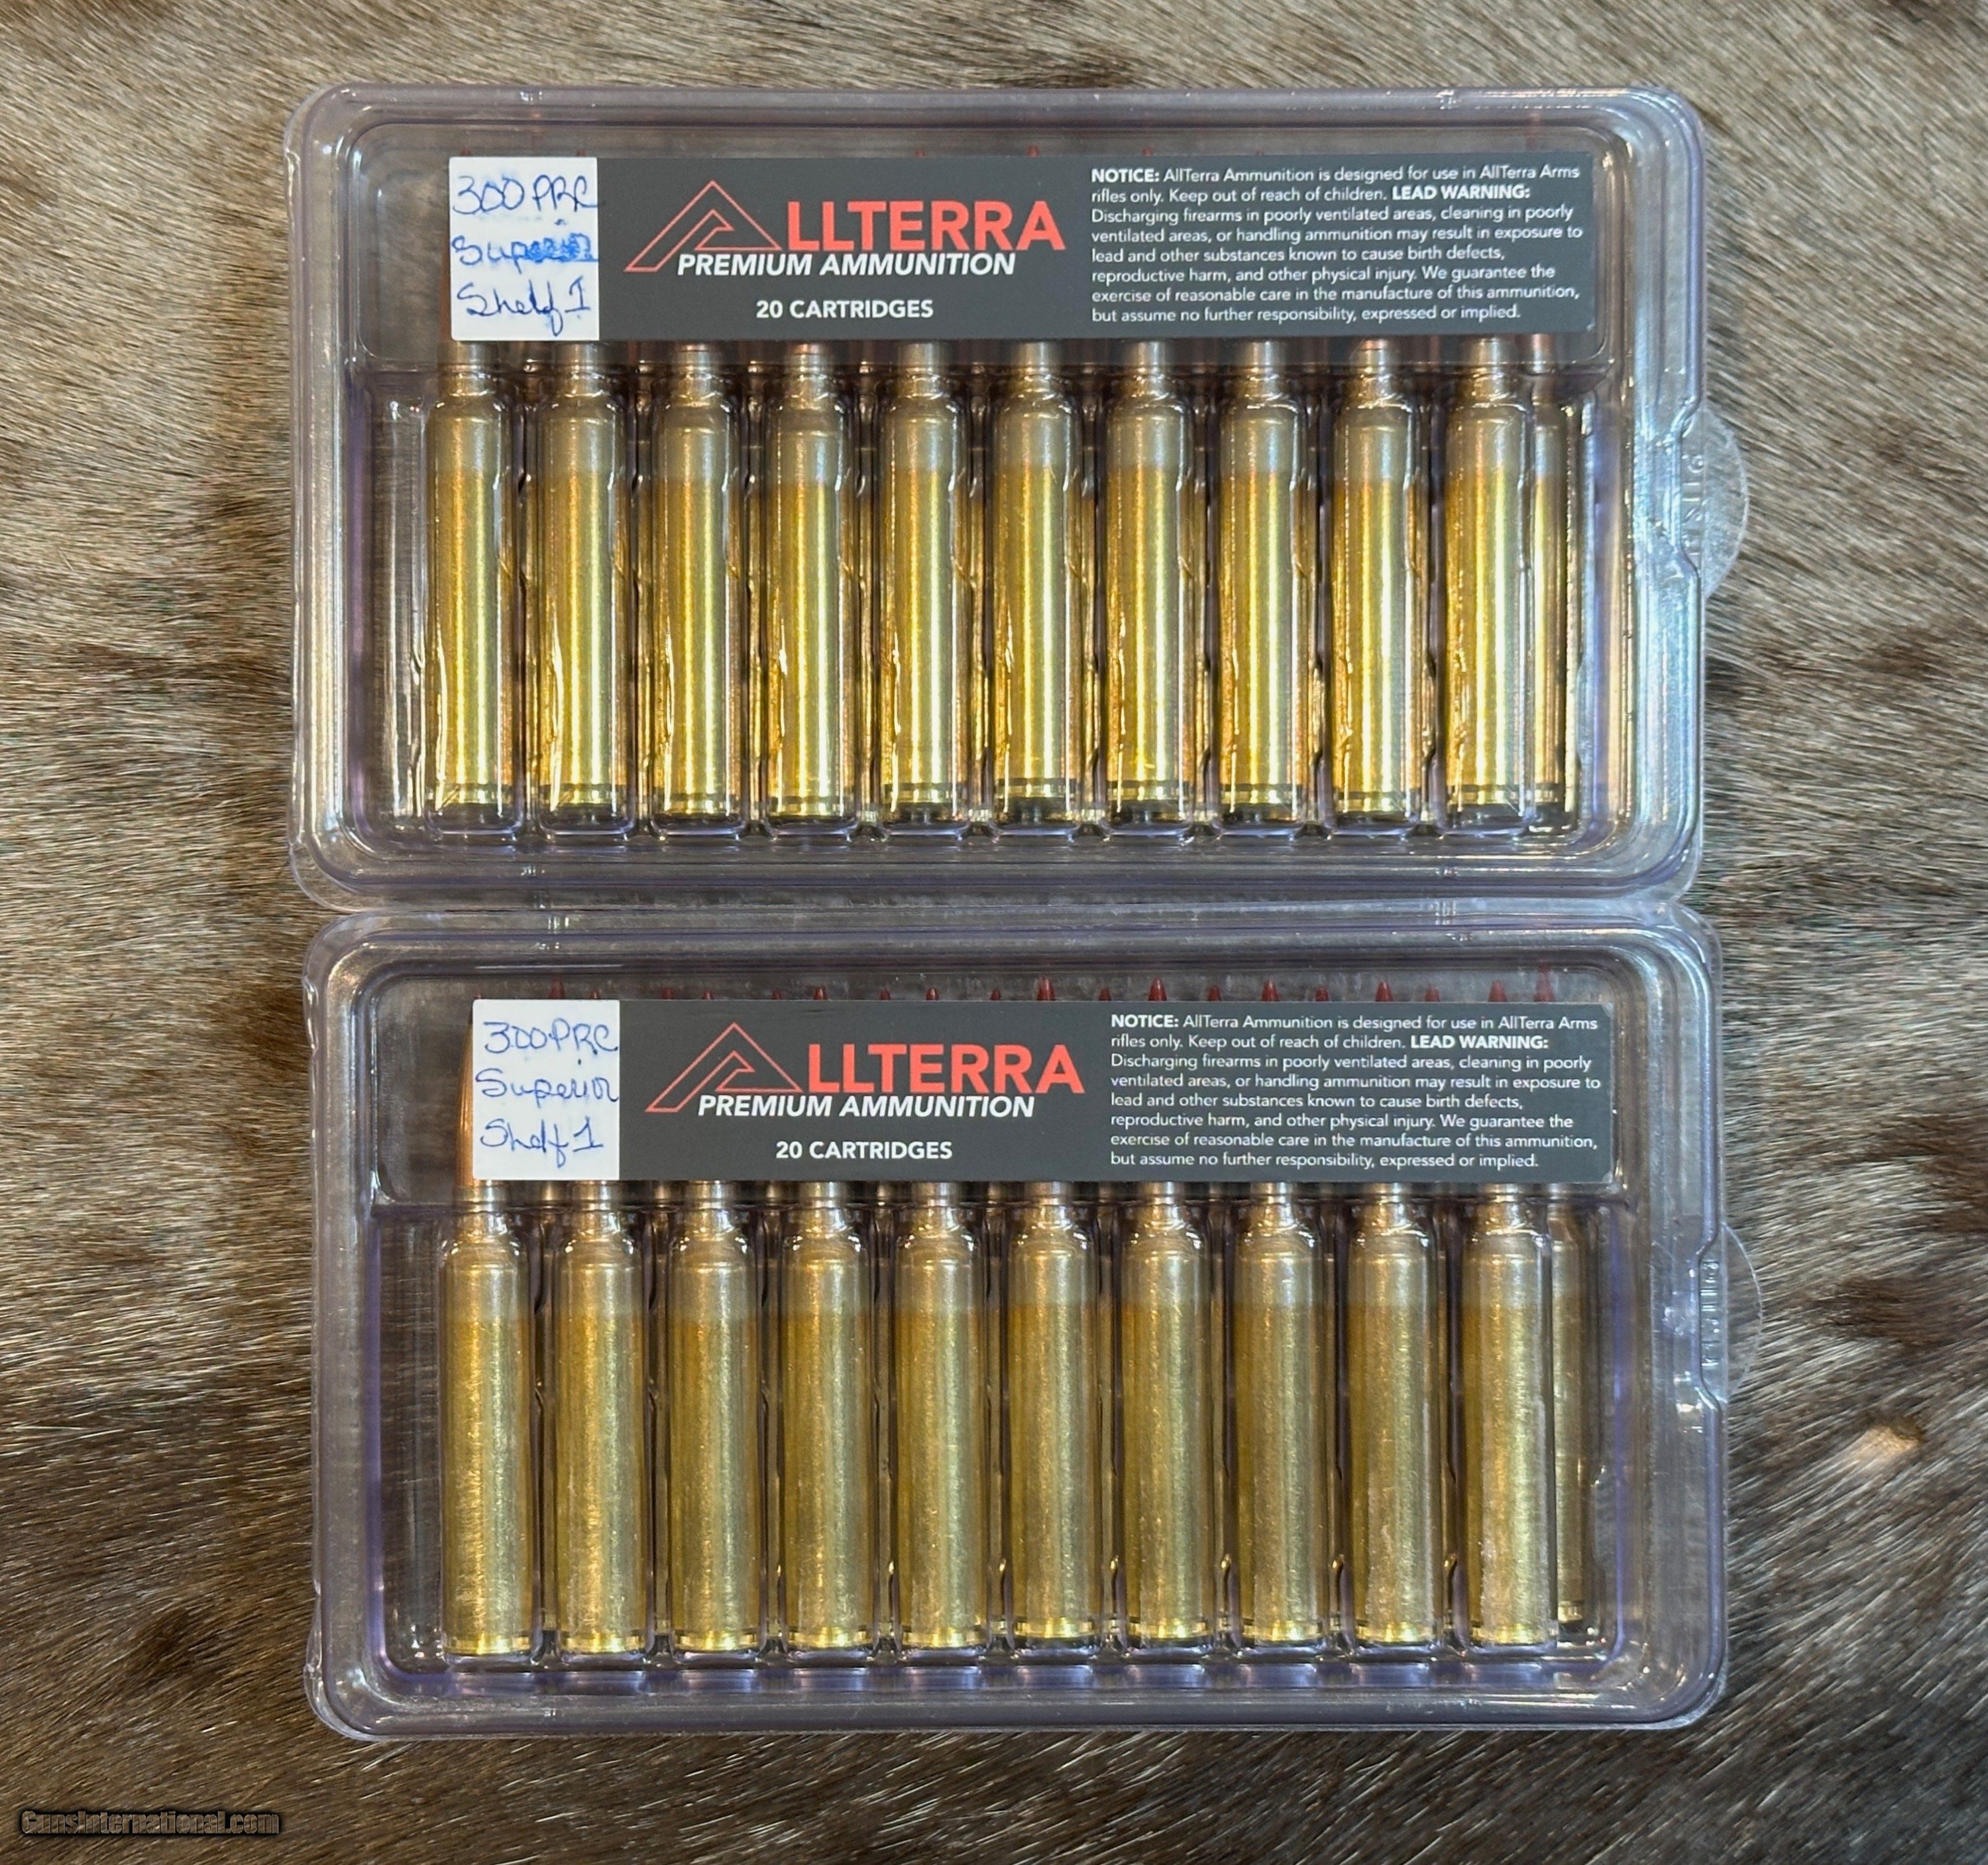 300 PRC
Superior
Shelf 1
ALLTERRA
PREMIUM AMMUNITION
20 CARTRIDGES
NOTICE: AllTerra Ammunition is designed for use in AllTerra Arms
rifles only. Keep out of reach of children. LEAD WARNING:
Discharging firearms in poorly ventilated areas, cleaning in poorly
ventilated areas, or handling ammunition may result in exposure to
lead and other substances known to cause birth defects,
reproductive harm, and other physical injury. We guarantee the
exercise of reasonable care in the manufacture of this ammunition,
but assume no further responsibility, expressed or implied.
300 PRC
Superior
Shelf 1
ALLTERRA
PREMIUM AMMUNITION
20 CARTRIDGES
NOTICE: AllTerra Ammunition is designed for use in AllTerra Arms
rifles only. Keep out of reach of children. LEAD WARNING:
Discharging firearms in poorly ventilated areas, cleaning in poorly
ventilated areas, or handling ammunition may result in exposure to
lead and other substances known to cause birth defects,
reproductive harm, and other physical injury. We guarantee the
exercise of reasonable care in the manufacture of this ammunition,
but assume no further responsibility, expressed or implied.
GunsInternational.com